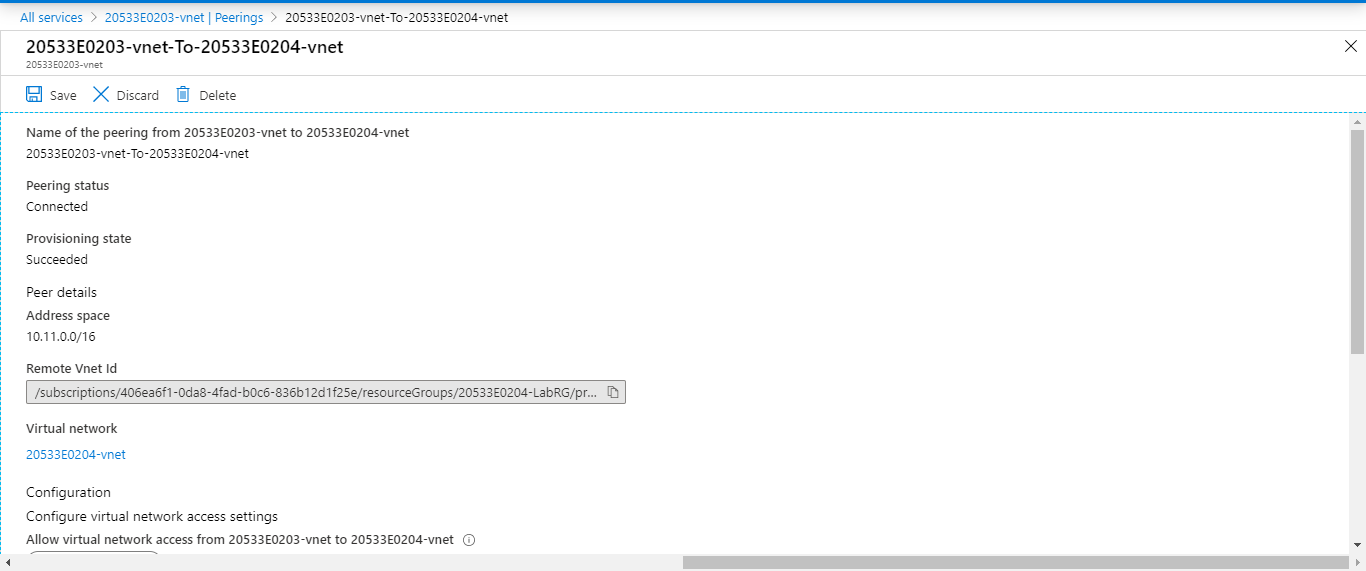 All services > 20533E0203-vnet | Peerings > 20533E0203-vnet-To-20533E0204-vnet
20533E0203-vnet-To-20533E0204-vnet
20533E0203-vnet
Save Discard Delete
Name of the peering from 20533E0203-vnet to 20533E0204-vnet
20533E0203-vnet-To-20533E0204-vnet
Peering status
Connected
Provisioning state
Succeeded
Peer details
Address space
10.11.0.0/16
Remote Vnet Id
/subscriptions/406ea6f1-0da8-4fad-b0c6-836b12d1f25e/resourceGroups/20533E0204-LabRG/pr...
Virtual network
20533E0204-vnet
Configuration
Configure virtual network access settings
Allow virtual network access from 20533E0203-vnet to 20533E0204-vnet